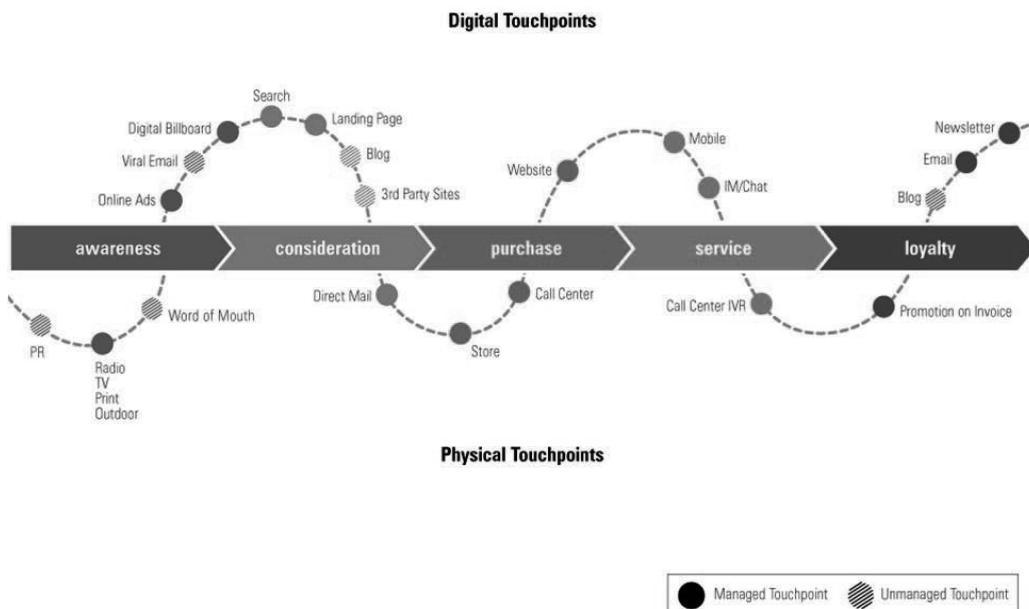 Digital Touchpoints
Search
Digital Billboard
Landing Page
Viral Email
Blog
Online Ads
3rd Party Sites
Website
Mobile
IM/Chat
Newsletter
Email
Blog
awareness
consideration
purchase
service
loyalty
PR
Radio
TV
Print
Outdoor
Word of Mouth
Direct Mail
Store
Call Center
Call Center IVR
Promotion on Invoice
Physical Touchpoints
Managed Touchpoint
Unmanaged Touchpoint